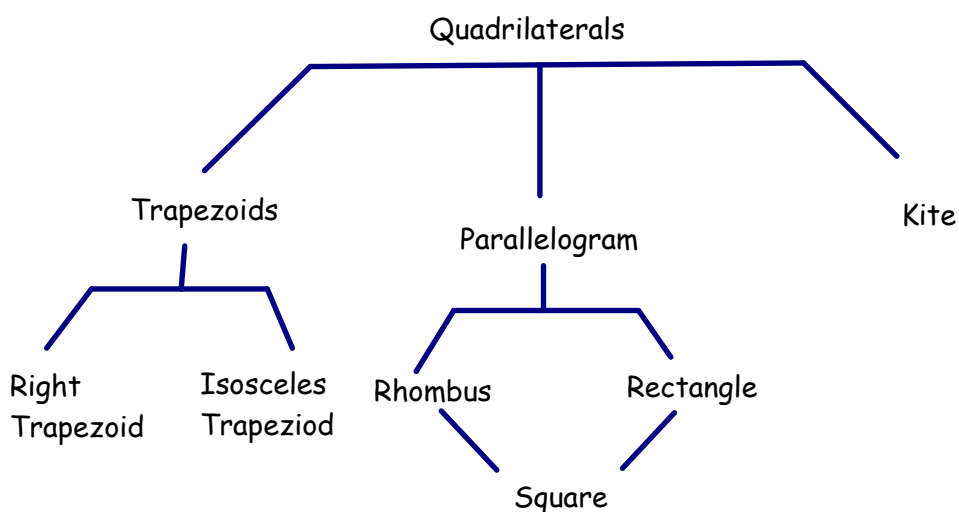 Quadrilaterals
Trapezoids
Parallelogram
Kite
Right
Trapezoid
Isosceles
Trapeziod
Rhombus
Rectangle
Square